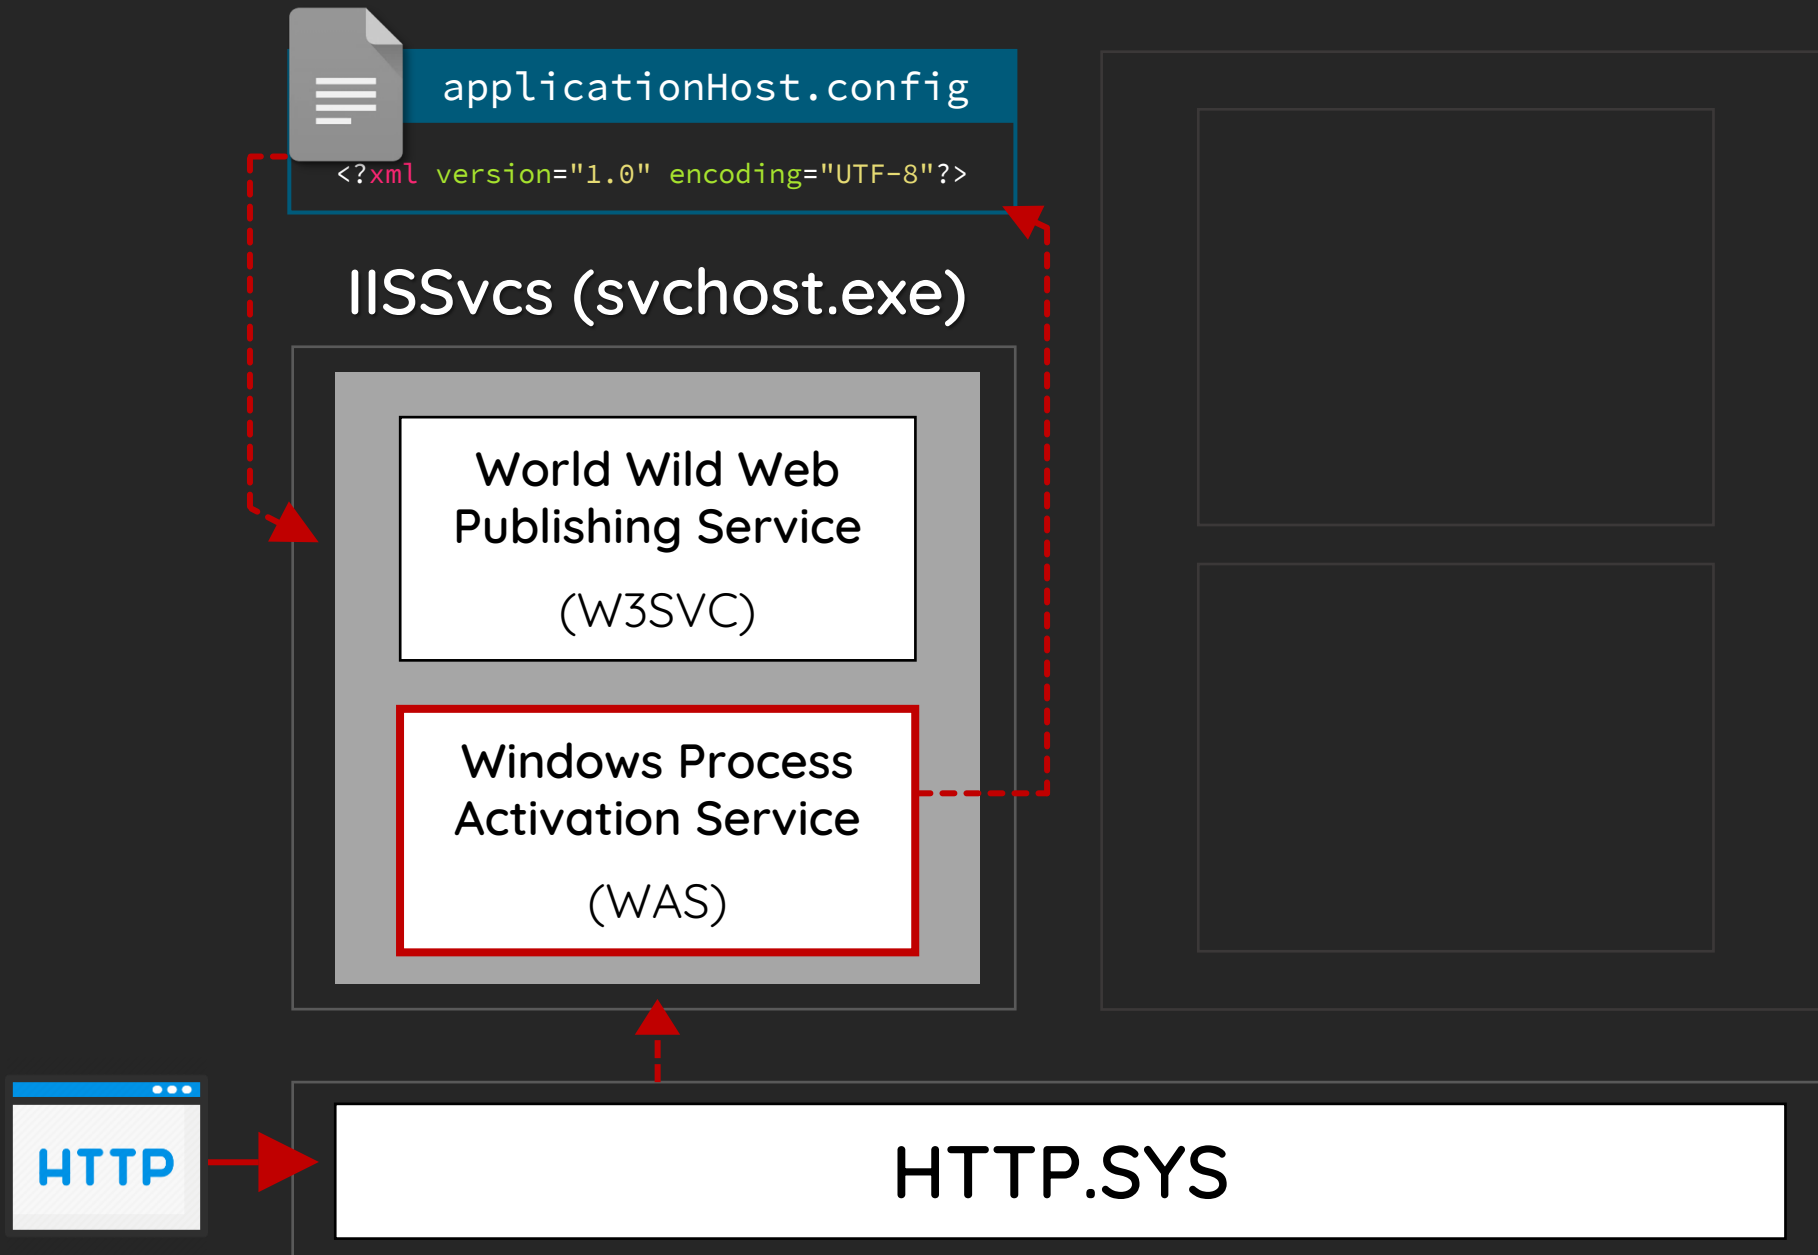 applicationHost.config
<?xml version="1.0" encoding="UTF-8"?>
IISSvcs (svchost.exe)
World Wild Web
Publishing Service
(W3SVC)
Windows Process
Activation Service
(WAS)
HTTP
HTTP.SYS